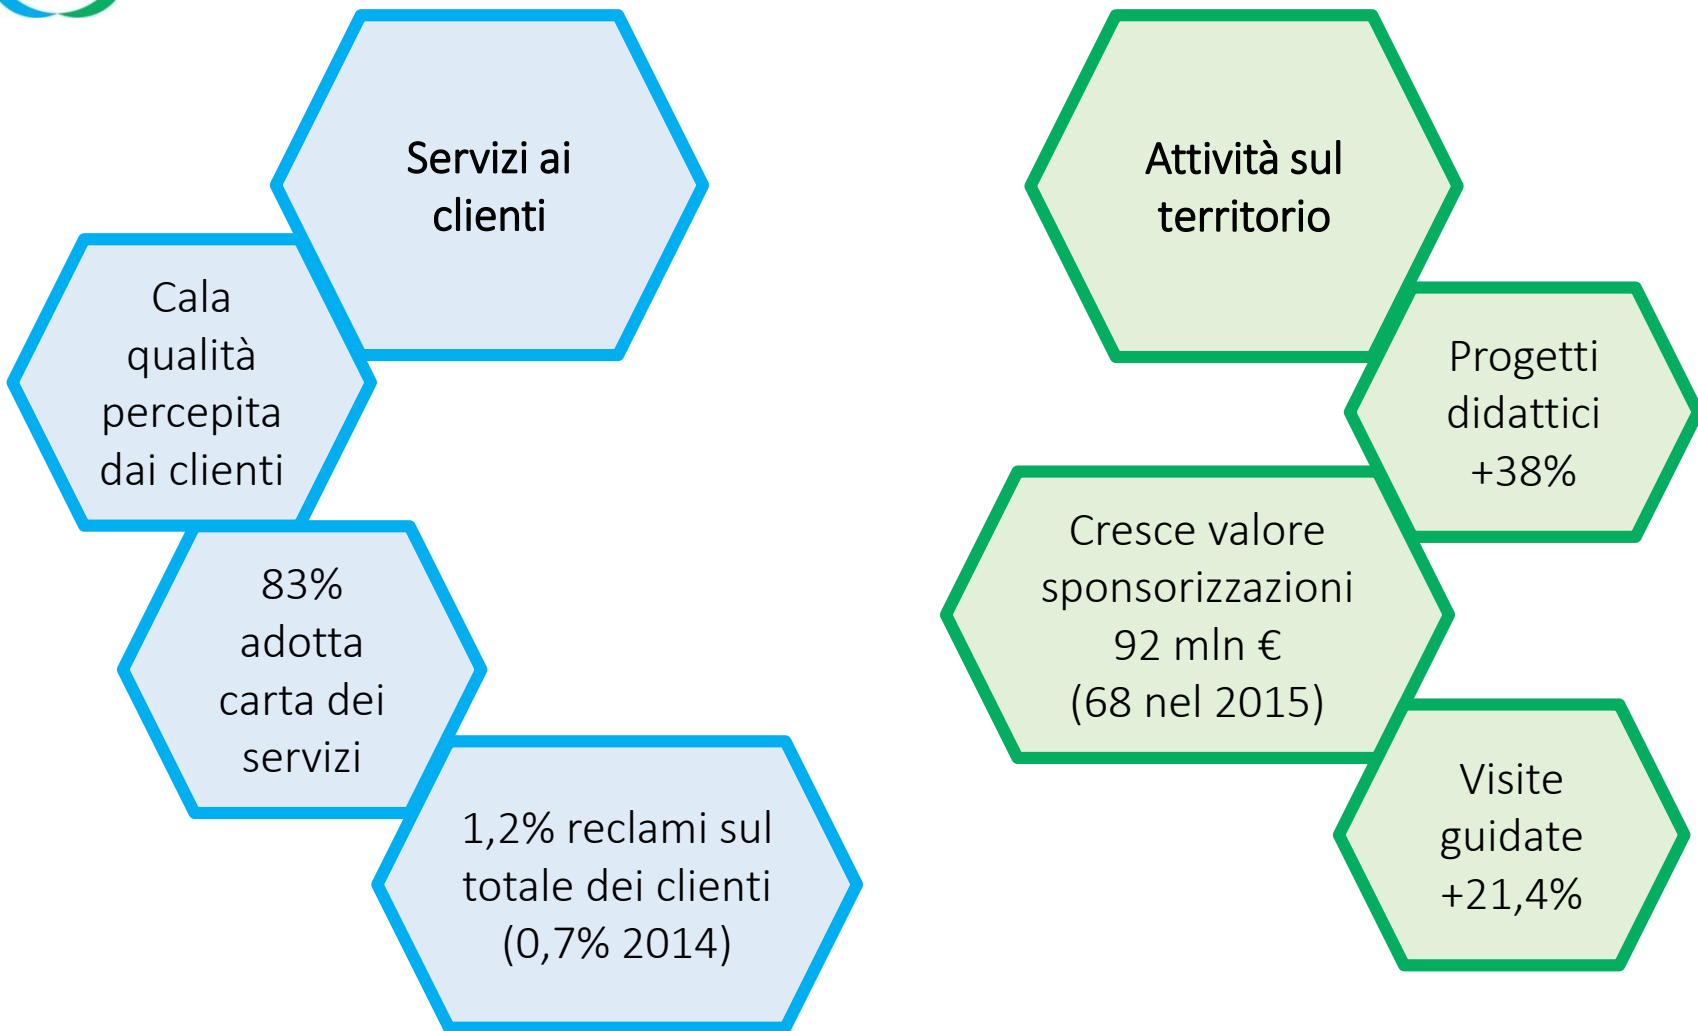 Servizi ai
clienti
Cala
qualità
percepita
dai clienti
83%
adotta
carta dei
servizi
1,2% reclami sul
totale dei clienti
(0,7% 2014)
Attività sul
territorio
Progetti
didattici
+38%
Cresce valore
sponsorizzazioni
92 mln €
(68 nel 2015)
Visite
guidate
+21,4%